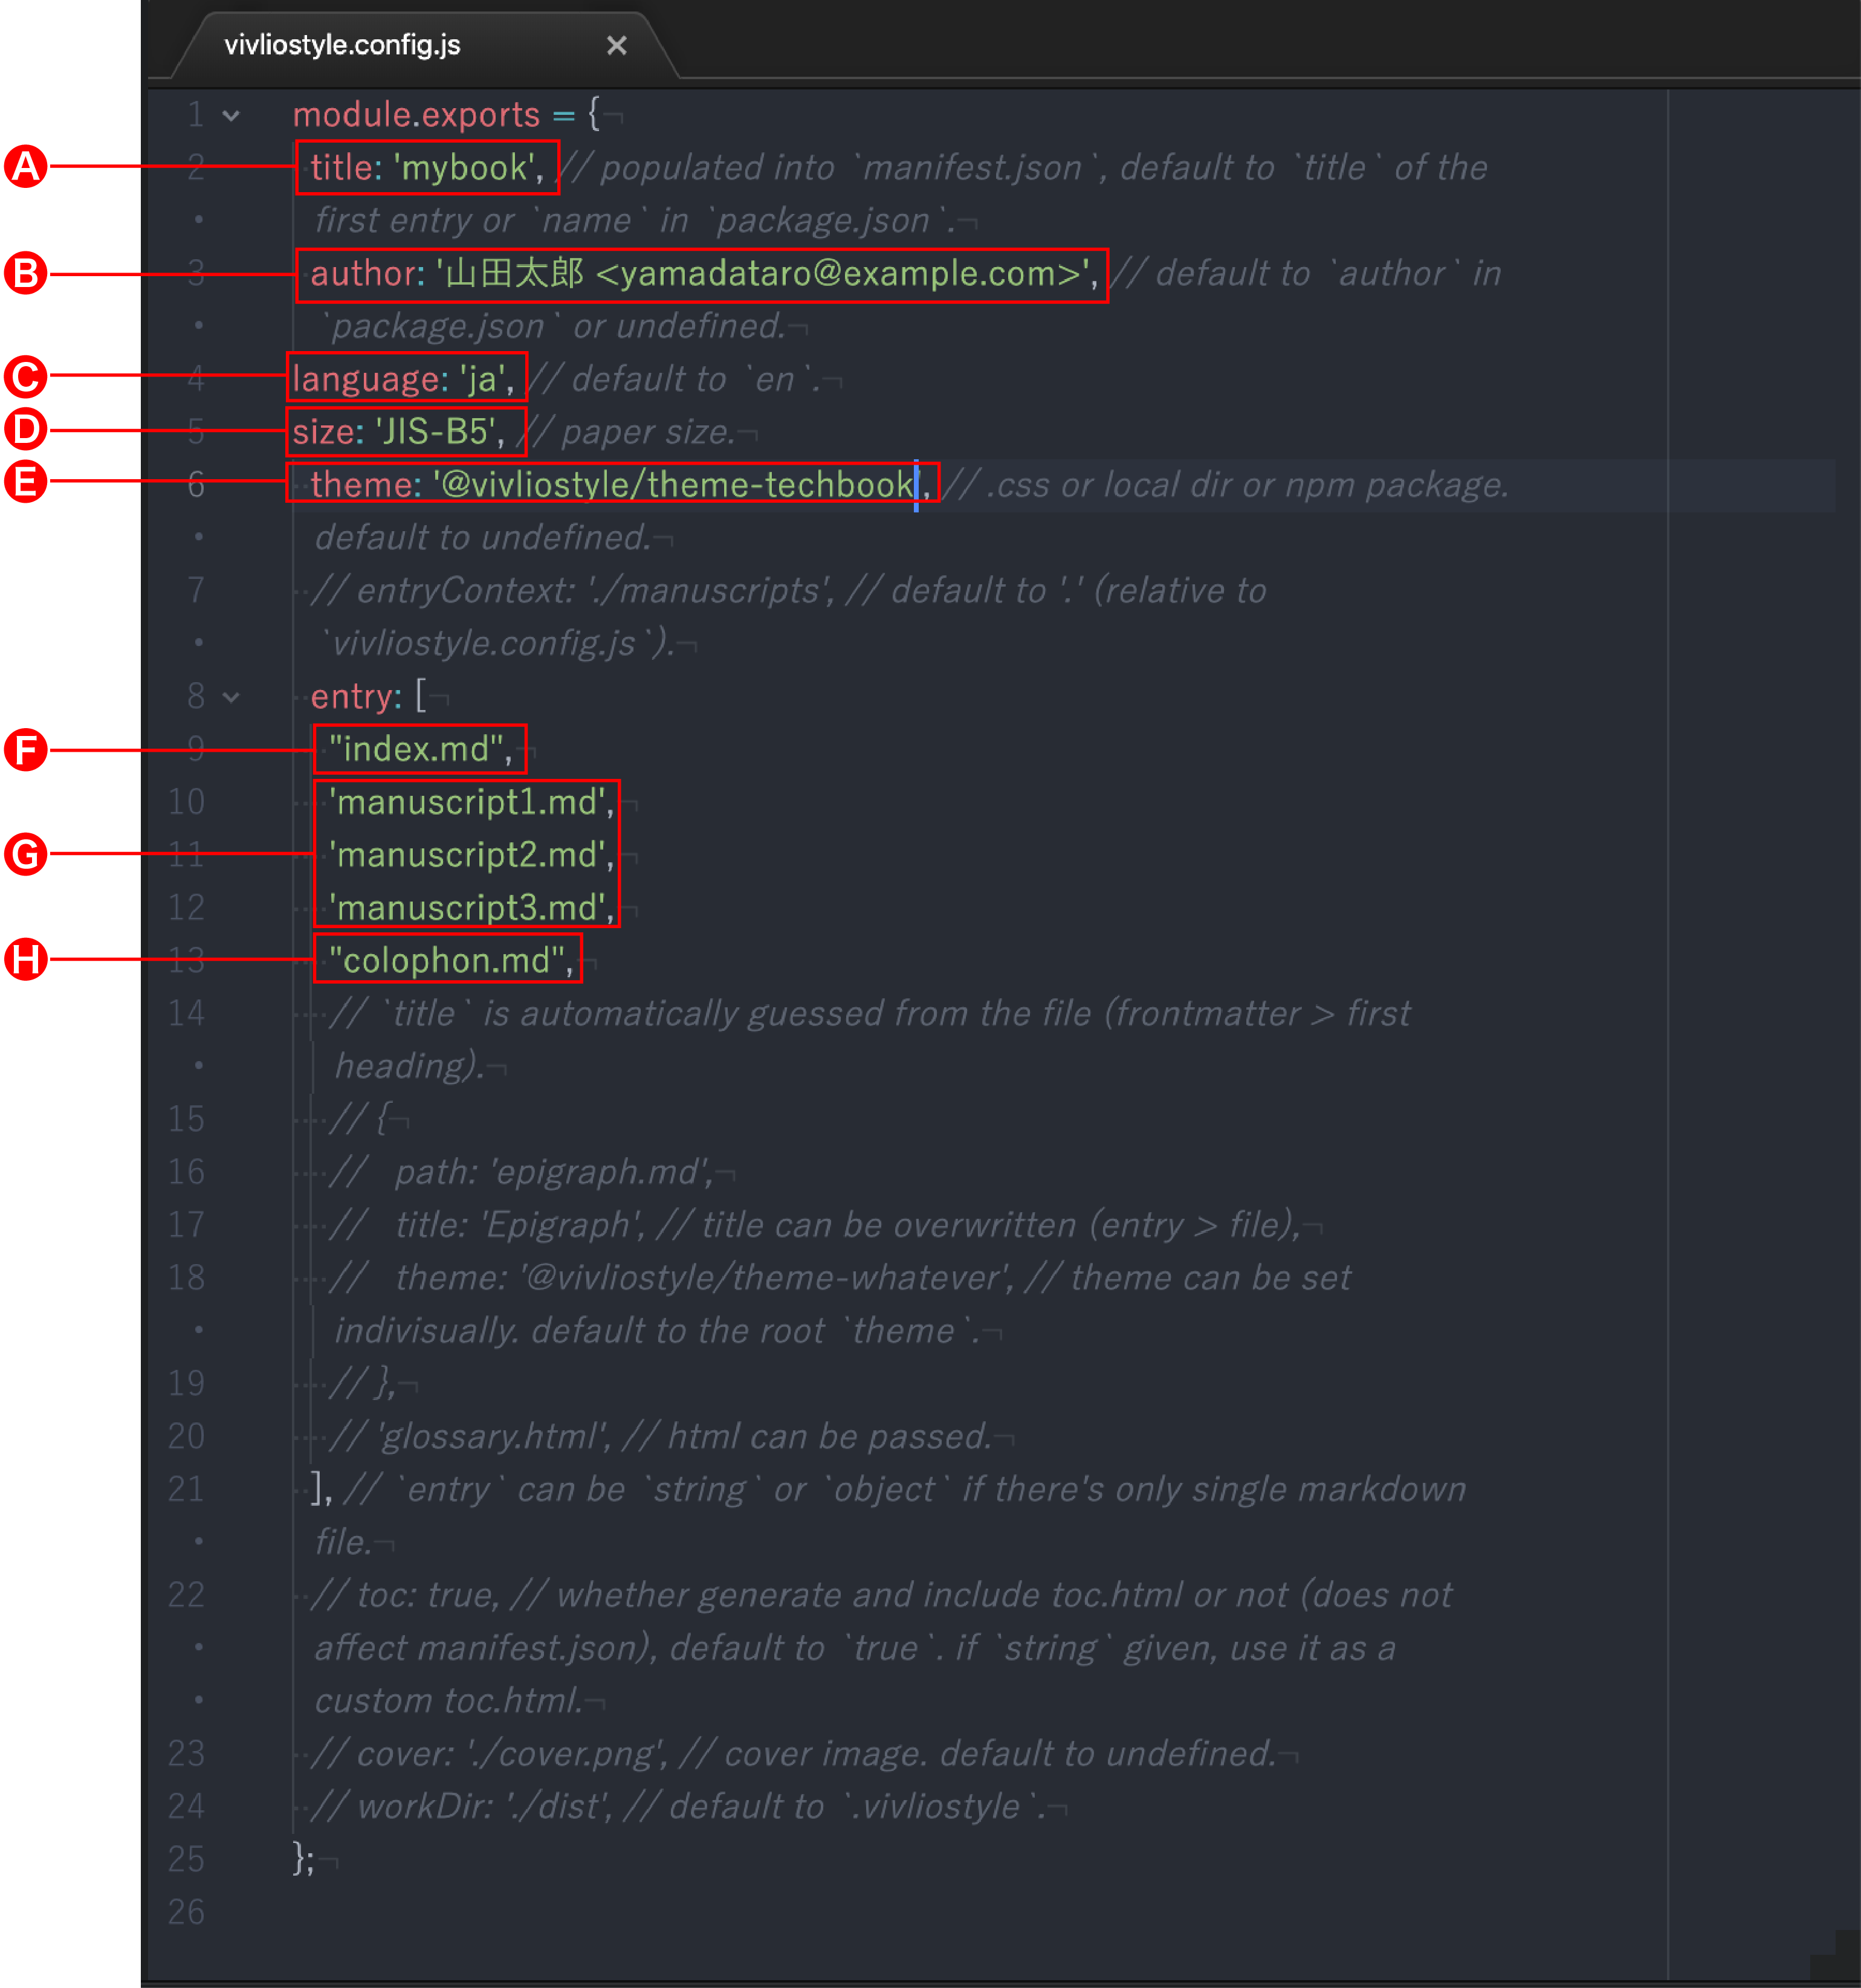 vivliostyle.config.js ×
1 module.exports = {¬
A 2 title: 'mybook', // populated into `manifest.json`, default to `title` of the
• first entry or `name` in `package.json`.¬
B 3 author: '山田太郎 <yamadataro@example.com>', // default to `author` in
• `package.json` or undefined.¬
C 4 language: 'ja', // default to `en`.¬
D 5 size: 'JIS-B5', // paper size.¬
E 6 theme: '@vivliostyle/theme-techbook', // .css or local dir or npm package.
• default to undefined.¬
7 // entryContext: './manuscripts', // default to '.' (relative to
• `vivliostyle.config.js`).¬
8 entry: [¬
F 9 "index.md",¬
10 'manuscript1.md',¬
G 11 'manuscript2.md',¬
12 'manuscript3.md',¬
H 13 "colophon.md",¬
14 // `title` is automatically guessed from the file (frontmatter > first
• heading).¬
15 // {¬
16 //   path: 'epigraph.md',¬
17 //   title: 'Epigraph', // title can be overwritten (entry > file),¬
18 //   theme: '@vivliostyle/theme-whatever', // theme can be set
• indivisually. default to the root `theme`.¬
19 // },¬
20 // 'glossary.html', // html can be passed.¬
21 ], // `entry` can be `string` or `object` if there's only single markdown
• file.¬
22 // toc: true, // whether generate and include toc.html or not (does not
• affect manifest.json), default to `true`. if `string` given, use it as a
• custom toc.html.¬
23 // cover: './cover.png', // cover image. default to undefined.¬
24 // workDir: './dist', // default to `.vivliostyle`.¬
25 };¬
26